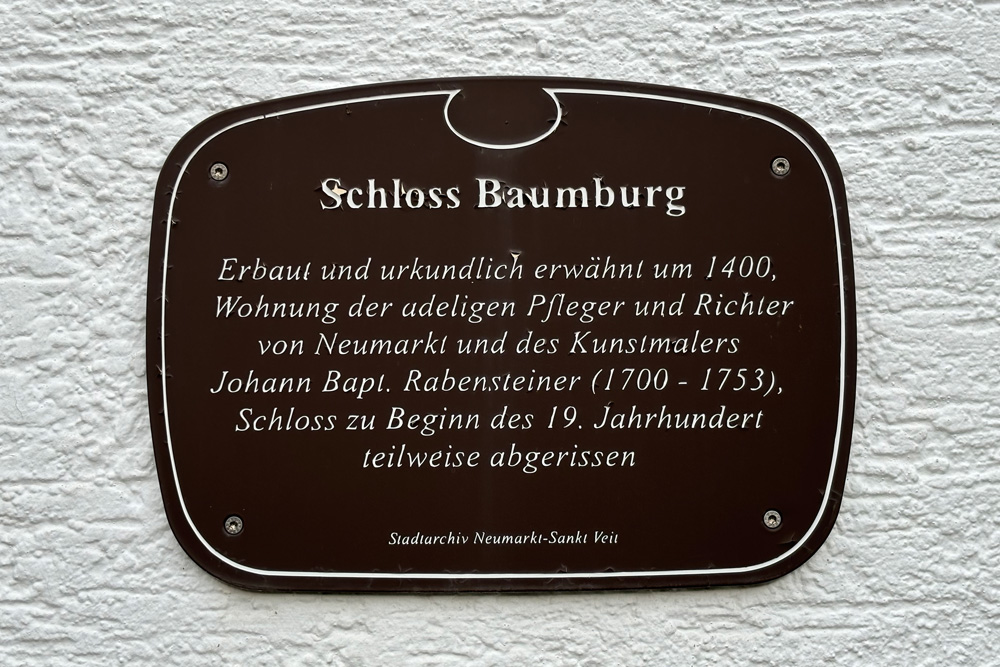 Schloss Baumburg
Erbaut und urkundlich erwähnt um 1400,
Wohnung der adeligen Pfleger und Richter
von Neumarkt und des Kunstmalers
Johann Bapt. Rabensteiner (1700 - 1753),
Schloss zu Beginn des 19. Jahrhundert
teilweise abgerissen
Stadtarchiv Neumarkt-Sankt Veit